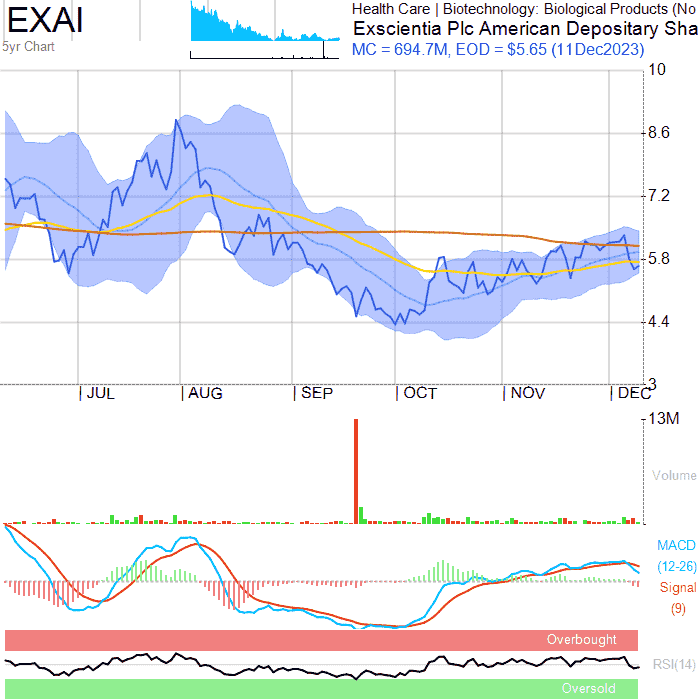 EXAI
5yr Chart
Health Care | Biotechnology: Biological Products (No
Exscientia Plc American Depositary Sha
MC = 694.7M, EOD = $5.65 (11Dec2023)
10
8.6
7.2
5.8
4.4
3
| JUL | AUG | SEP | OCT | NOV | DEC
13M
Volume
MACD
(12-26)
Signal
(9)
Overbought
RSI(14)
Oversold